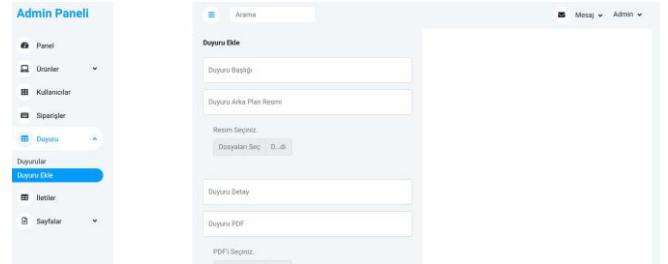 Admin Paneli
Arama
Mesaj
Admin
Panel
Ürünler
Kullanıcılar
Siparişler
Duyuru
Duyurular
Duyuru Ekle
İletiler
Sayfalar
Duyuru Ekle
Duyuru Başlığı
Duyuru Arka Plan Resmi
Resim Seçiniz.
Dosyaları Seç D...di
Duyuru Detay
Duyuru PDF
PDF'i Seçiniz.